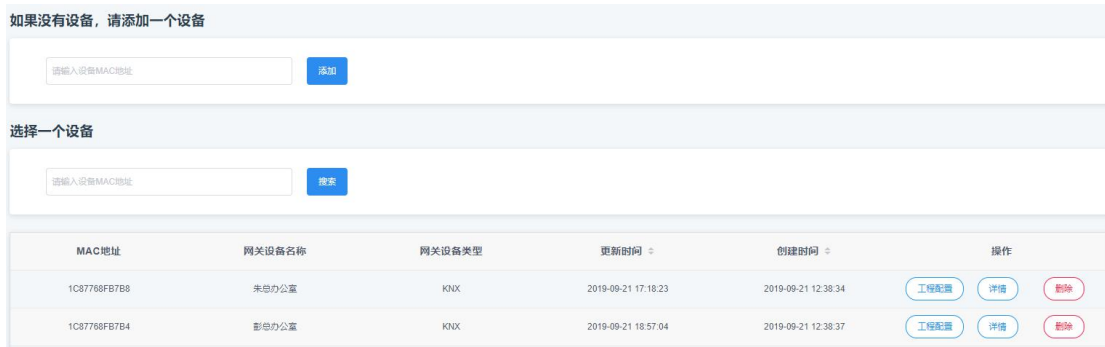 如果没有设备，请添加一个设备
请输入设备MAC地址 添加
选择一个设备
请输入设备MAC地址 搜索
MAC地址 网关设备名称 网关设备类型 更新时间 创建时间 操作
1C87768FB7B8 朱总办公室 KNX 2019-09-21 17:18:23 2019-09-21 12:38:34 工程配置 详情 删除
1C87768FB7B4 彭总办公室 KNX 2019-09-21 18:57:04 2019-09-21 12:38:37 工程配置 详情 删除